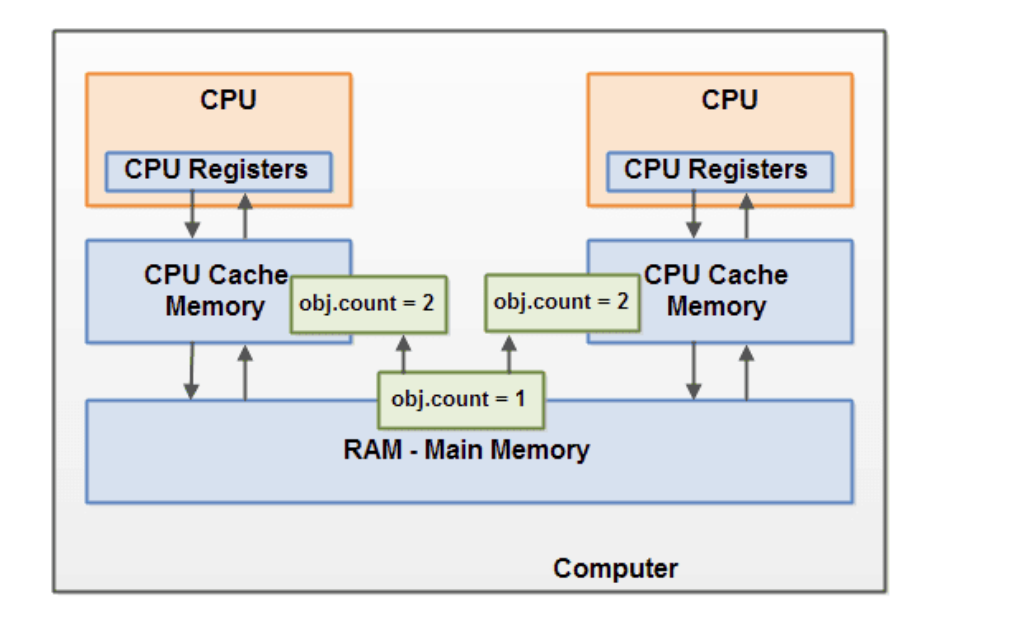 CPU
CPU
CPU Registers
CPU Registers
CPU Cache
Memory
obj.count = 2
obj.count = 2
CPU Cache
Memory
obj.count = 1
RAM - Main Memory
Computer